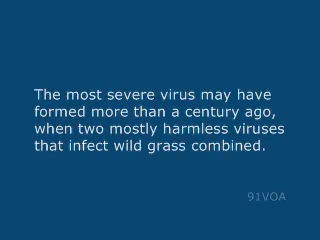 The most severe virus may have
formed more than a century ago,
when two mostly harmless viruses
that infect wild grass combined.
91VOA